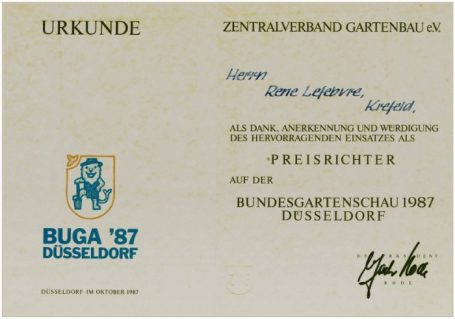 URKUNDE
ZENTRALVERBAND GARTENBAU e.V.
Herrn
Rene Lefebvre,
Krefeld,
ALS DANK, ANERKENNUNG UND WÜRDIGUNG
DES HERVORRAGENDEN EINSATZES ALS
PREISRICHTER
AUF DER
BUNDESGARTENSCHAU 1987
DÜSSELDORF
BUGA '87
DÜSSELDORF
DÜSSELDORF · IM OKTOBER 1987
RODE